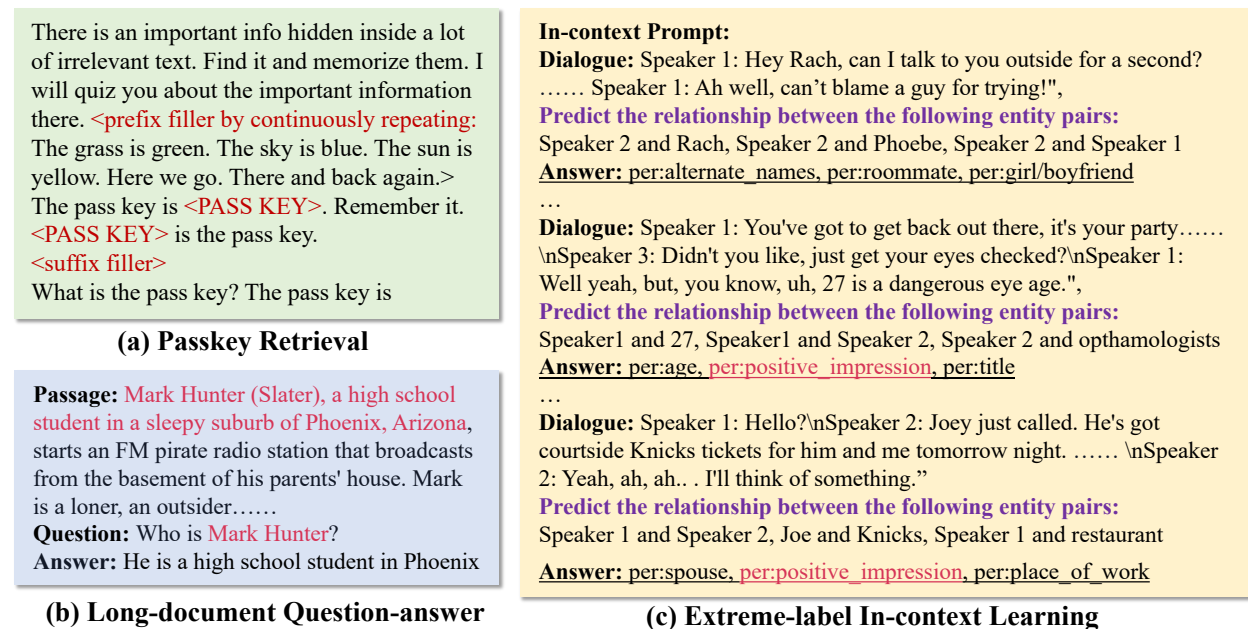 There is an important info hidden inside a lot
of irrelevant text. Find it and memorize them. I
will quiz you about the important information
there. <prefix filler by continuously repeating:
The grass is green. The sky is blue. The sun is
yellow. Here we go. There and back again.>
The pass key is <PASS KEY>. Remember it.
<PASS KEY> is the pass key.
<suffix filler>
What is the pass key? The pass key is
(a) Passkey Retrieval
Passage: Mark Hunter (Slater), a high school
student in a sleepy suburb of Phoenix, Arizona,
starts an FM pirate radio station that broadcasts
from the basement of his parents' house. Mark
is a loner, an outsider……
Question: Who is Mark Hunter?
Answer: He is a high school student in Phoenix
(b) Long-document Question-answer
In-context Prompt:
Dialogue: Speaker 1: Hey Rach, can I talk to you outside for a second?
…… Speaker 1: Ah well, can’t blame a guy for trying!",
Predict the relationship between the following entity pairs:
Speaker 2 and Rach, Speaker 2 and Phoebe, Speaker 2 and Speaker 1
Answer: per:alternate_names, per:roommate, per:girl/boyfriend
…
Dialogue: Speaker 1: You've got to get back out there, it's your party……
\nSpeaker 3: Didn't you like, just get your eyes checked?\nSpeaker 1:
Well yeah, but, you know, uh, 27 is a dangerous eye age.",
Predict the relationship between the following entity pairs:
Speaker1 and 27, Speaker1 and Speaker 2, Speaker 2 and opthamologists
Answer: per:age, per:positive_impression, per:title
…
Dialogue: Speaker 1: Hello?\nSpeaker 2: Joey just called. He's got
courtside Knicks tickets for him and me tomorrow night. …… \nSpeaker
2: Yeah, ah, ah.. . I'll think of something.”
Predict the relationship between the following entity pairs:
Speaker 1 and Speaker 2, Joe and Knicks, Speaker 1 and restaurant
Answer: per:spouse, per:positive_impression, per:place_of_work
(c) Extreme-label In-context Learning